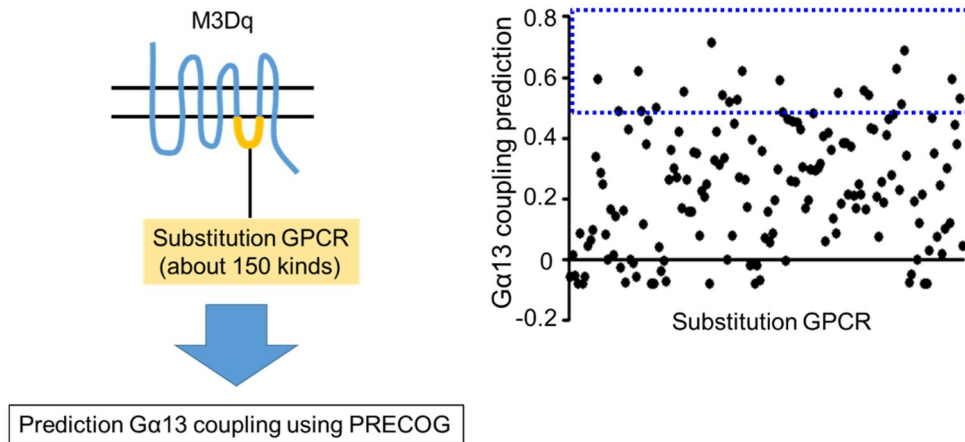 M3Dq
Substitution GPCR
(about 150 kinds)
Prediction Gα13 coupling using PRECOG
Gα13 coupling prediction
0.8
0.6
0.4
0.2
0
-0.2
Substitution GPCR